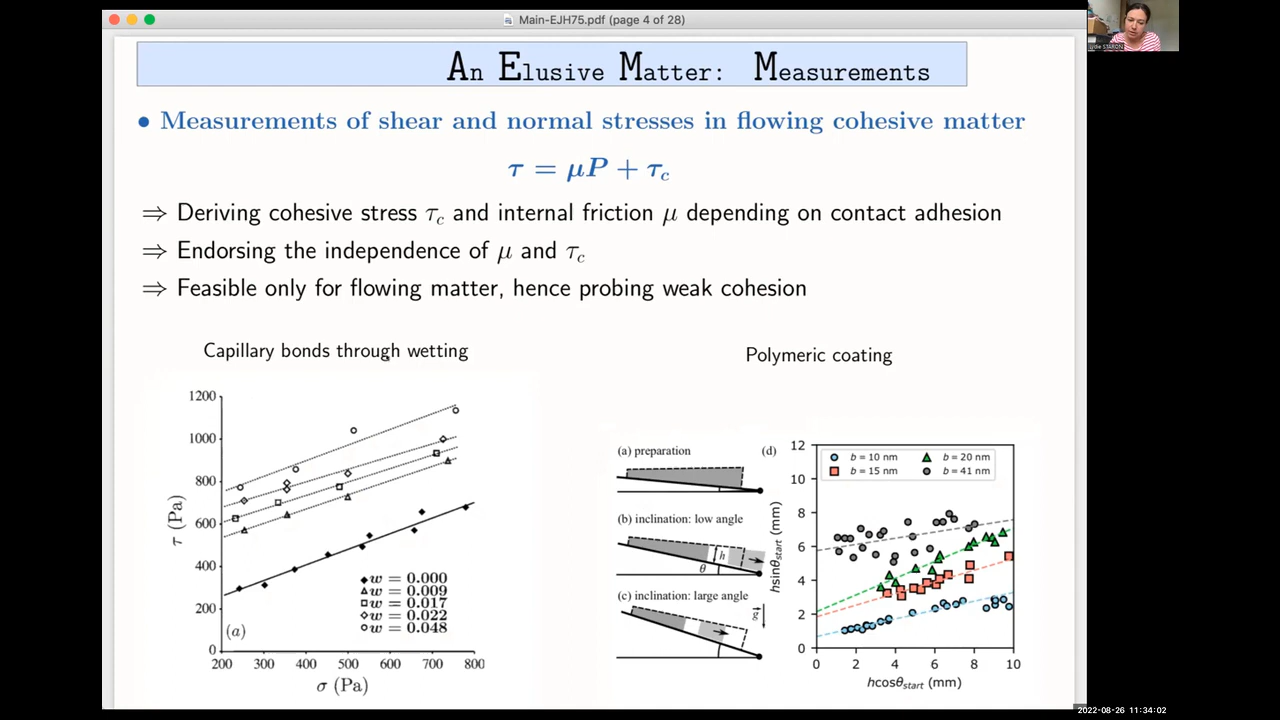 Main-EJH75.pdf (page 4 of 28)
Lydie STARON
An Elusive Matter: Measurements
• Measurements of shear and normal stresses in flowing cohesive matter
τ = μP + τc
⇒ Deriving cohesive stress τc and internal friction μ depending on contact adhesion
⇒ Endorsing the independence of μ and τc
⇒ Feasible only for flowing matter, hence probing weak cohesion
Capillary bonds through wetting
1200
1000
800
600
400
200
0
τ (Pa)
w = 0.000
w = 0.009
w = 0.017
w = 0.022
w = 0.048
(a)
200 300 400 500 600 700 800
σ (Pa)
Polymeric coating
(a) preparation
(b) inclination: low angle
h
θ
(c) inclination: large angle
g
(d)
b = 10 nm
b = 15 nm
b = 20 nm
b = 41 nm
12
10
8
6
4
2
0
hsinθstart (mm)
0 2 4 6 8 10
hcosθstart (mm)
2022-08-26 11:34:02